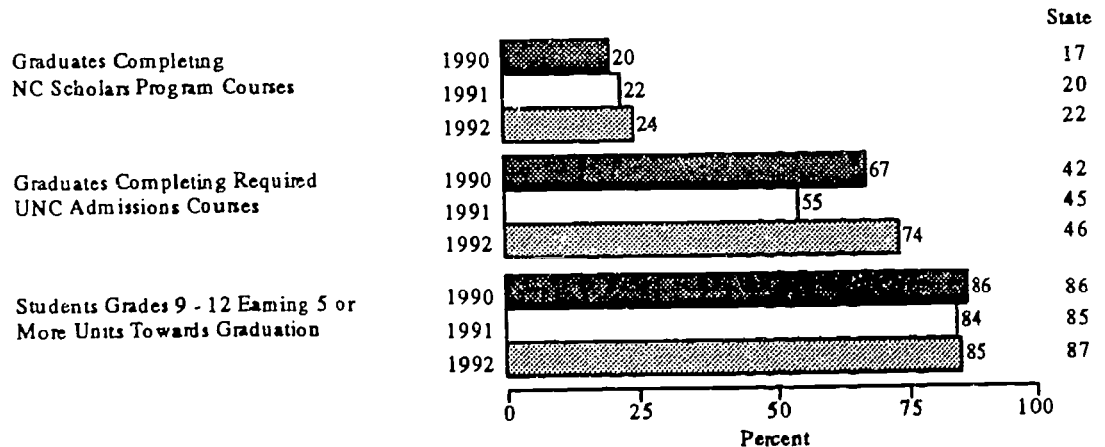 State
Graduates Completing
NC Scholars Program Courses
1990 20 17
1991 22 20
1992 24 22
Graduates Completing Required
UNC Admissions Courses
1990 67 42
1991 55 45
1992 74 46
Students Grades 9 - 12 Earning 5 or
More Units Towards Graduation
1990 86 86
1991 84 85
1992 85 87
0 25 50 75 100
Percent